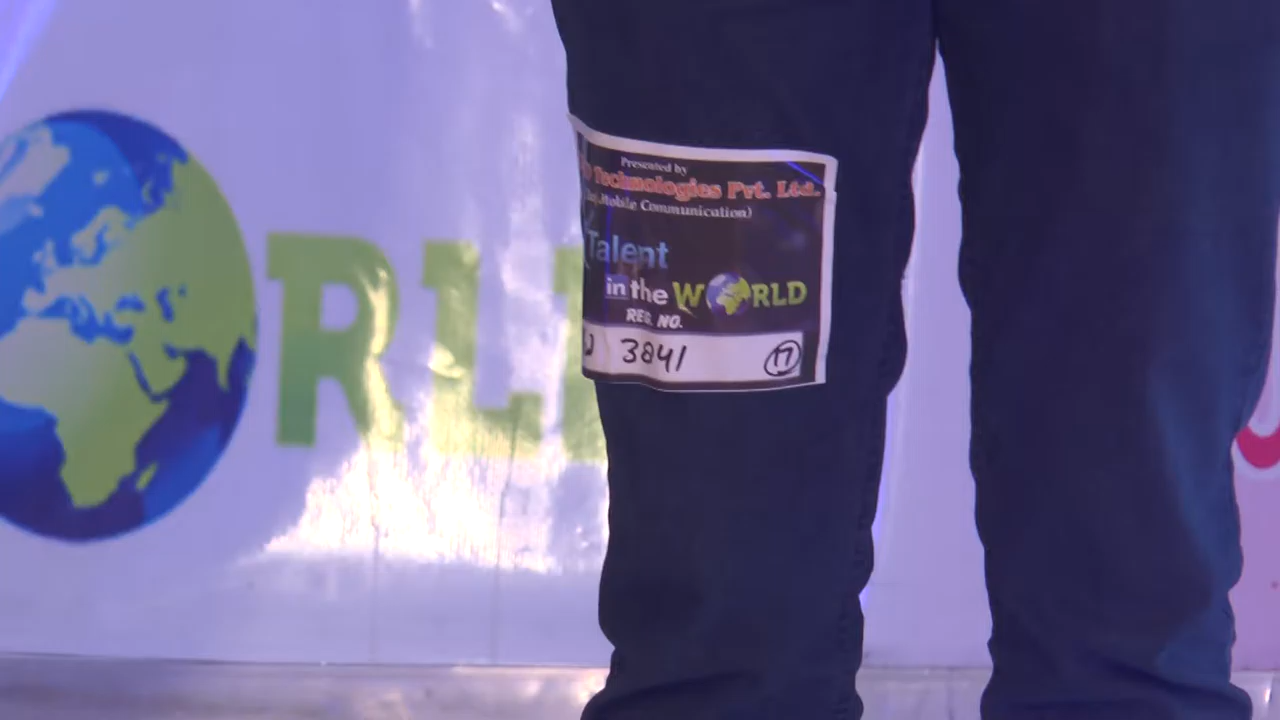 RL
Presented by
Technologies Pvt. Ltd.
Mobile Communication)
Talent
in the WORLD
REG. NO.
3841 17